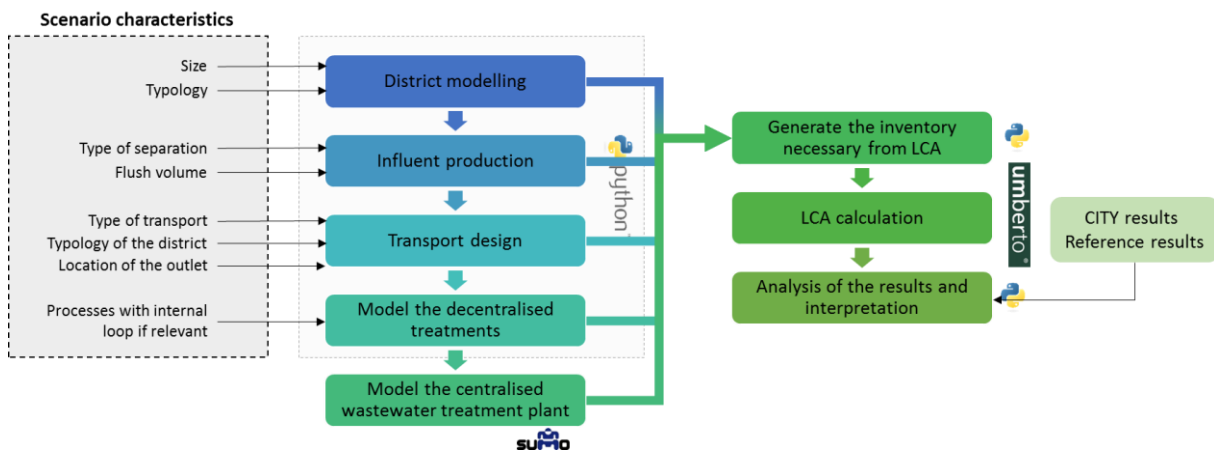 Scenario characteristics
Size
Typology
Type of separation
Flush volume
Type of transport
Typology of the district
Location of the outlet
Processes with internal
loop if relevant
District modelling
Influent production
Transport design
Model the decentralised
treatments
Model the centralised
wastewater treatment plant
python
sumo
Generate the inventory
necessary from LCA
LCA calculation
Analysis of the results and
interpretation
umberto
CITY results
Reference results